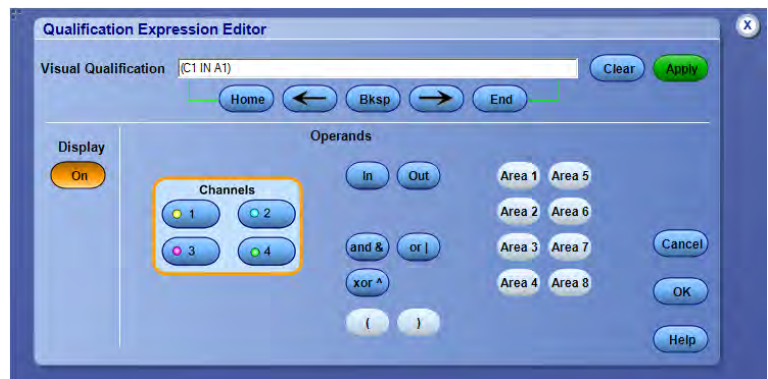 Qualification Expression Editor
X
Visual Qualification (C1 IN A1) Clear Apply
Home Bksp End
Display
On
Operands
Channels
1 2
3 4
In Out
and & or |
xor ^
( )
Area 1 Area 5
Area 2 Area 6
Area 3 Area 7
Area 4 Area 8
Cancel
OK
Help